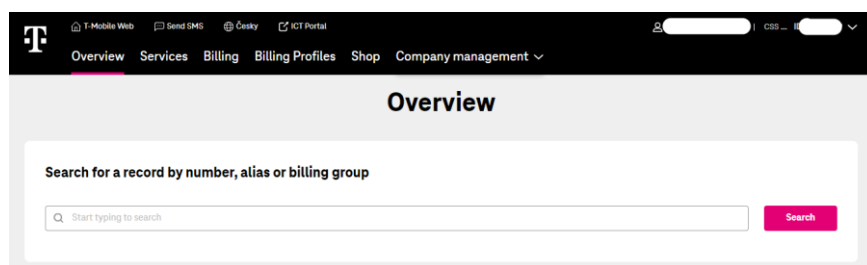 T-Mobile Web Send SMS Česky ICT Portal | CSS ...
T Overview Services Billing Billing Profiles Shop Company management
Overview
Search for a record by number, alias or billing group
Start typing to search Search